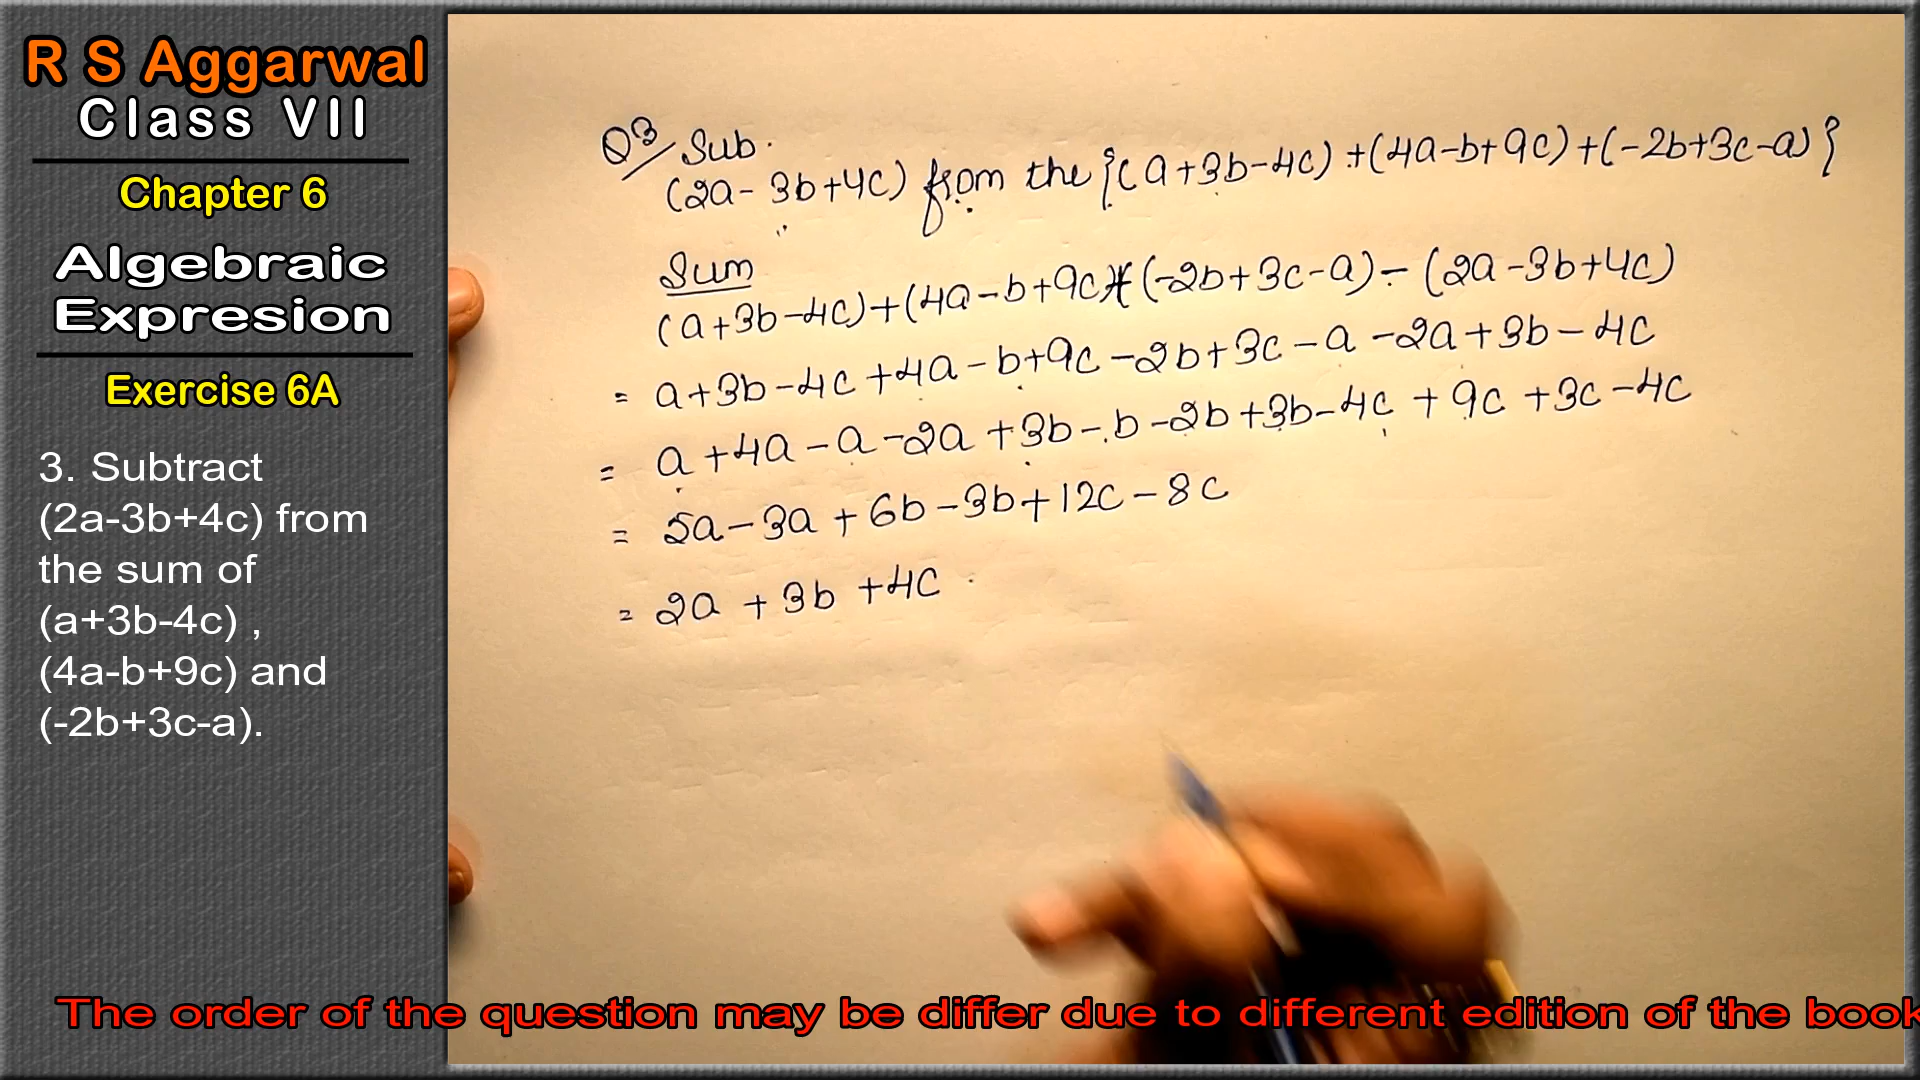 R S Aggarwal
Class VII
Chapter 6
Algebraic
Expresion
Exercise 6A
3. Subtract
(2a-3b+4c) from
the sum of
(a+3b-4c) ,
(4a-b+9c) and
(-2b+3c-a).
Q3 Sub.
(2a-3b+4c) from the {(a+3b-4c)+(4a-b+9c)+(-2b+3c-a)}
Sum
(a+3b-4c)+(4a-b+9c)+(-2b+3c-a)-(2a-3b+4c)
= a+3b-4c+4a-b+9c-2b+3c-a-2a+3b-4c
= a+4a-a-2a+3b-b-2b+3b-4c+9c+3c-4c
= 5a-3a+6b-3b+12c-8c
= 2a+3b+4c
The order of the question may be differ due to different edition of the book